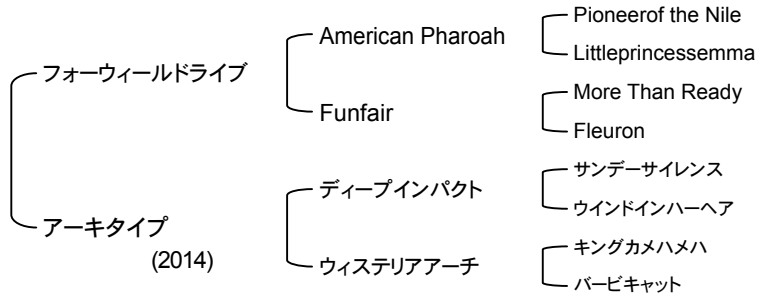 フォーウィールドライブ
American Pharoah
Pioneerof the Nile
Littleprincessemma
Funfair
More Than Ready
Fleuron
アーキタイプ
(2014)
ディープインパクト
サンデーサイレンス
ウインドインハーヘア
ウィステリアアーチ
キングカメハメハ
バービキャット